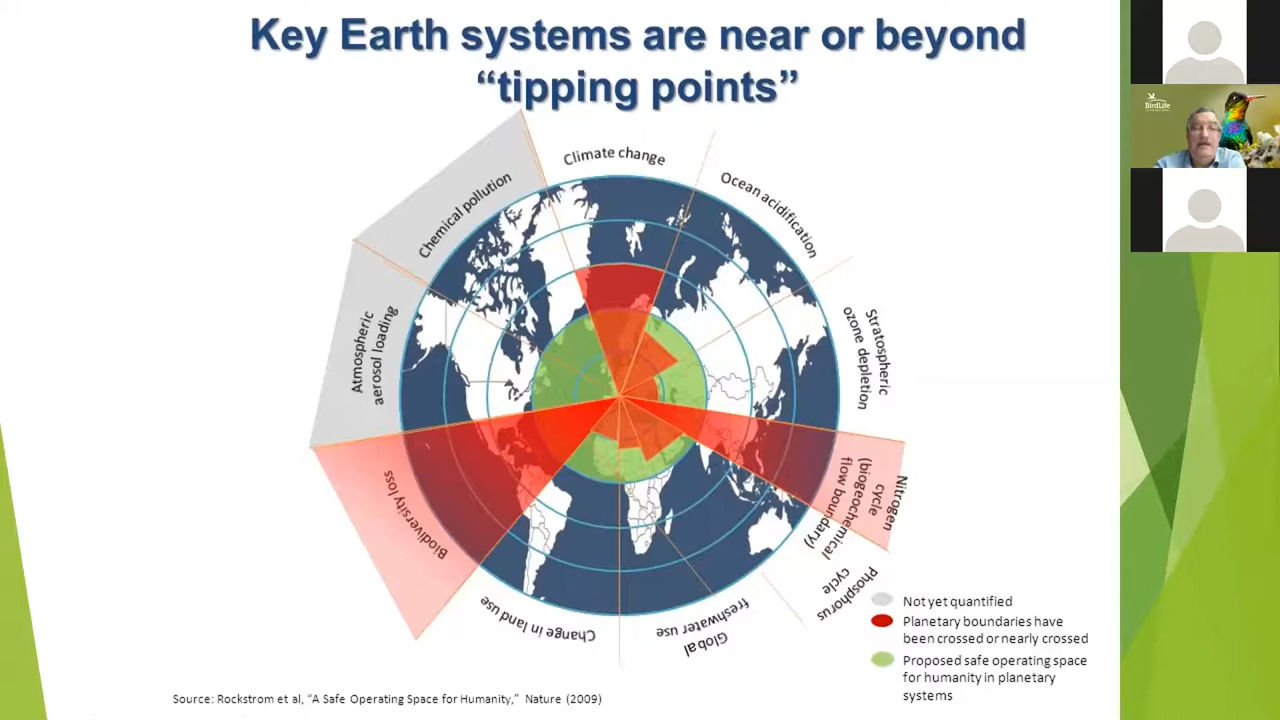 Key Earth systems are near or beyond
“tipping points”
Climate change
Ocean acidification
Stratospheric
ozone depletion
Nitrogen
cycle
(biogeochemical
flow boundary)
Phosphorus
cycle
Global
freshwater use
Change in land use
Biodiversity loss
Atmospheric
aerosol loading
Chemical pollution
Not yet quantified
Planetary boundaries have
been crossed or nearly crossed
Proposed safe operating space
for humanity in planetary
systems
Source: Rockstrom et al, “A Safe Operating Space for Humanity,” Nature (2009)
BirdLife